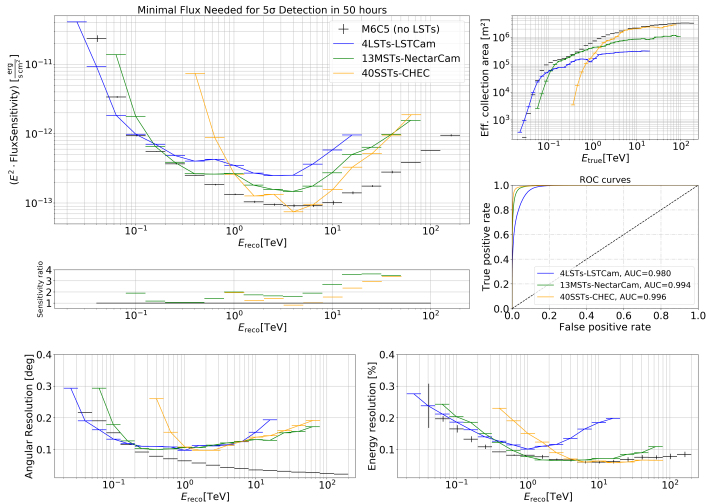 Minimal Flux Needed for 5σ Detection in 50 hours
(E² · FluxSensitivity) [erg/s cm²]
10⁻¹¹
10⁻¹²
10⁻¹³
M6C5 (no LSTs)
4LSTs-LSTCam
13MSTs-NectarCam
40SSTs-CHEC
10⁻¹ 10⁰ 10¹ 10²
E_reco[TeV]
Sensitivity ratio
4
3
2
1
10⁻¹ 10⁰ 10¹ 10²
E_reco[TeV]
Eff. collection area [m²]
10⁶
10⁵
10⁴
10³
10⁻¹ 10⁰ 10¹ 10²
E_true[TeV]
ROC curves
True positive rate
1.0
0.8
0.6
0.4
0.2
0.0
4LSTs-LSTCam, AUC=0.980
13MSTs-NectarCam, AUC=0.994
40SSTs-CHEC, AUC=0.996
0.0 0.2 0.4 0.6 0.8 1.0
False positive rate
Angular Resolution [deg]
0.4
0.3
0.2
0.1
10⁻¹ 10⁰ 10¹ 10²
E_reco[TeV]
Energy resolution [%]
0.4
0.3
0.2
0.1
10⁻¹ 10⁰ 10¹ 10²
E_reco[TeV]